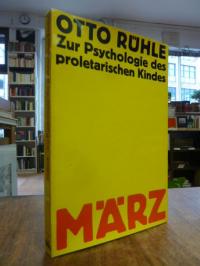 OTTO RÜHLE
Zur Psychologie des
proletarischen Kindes
MÄRZ